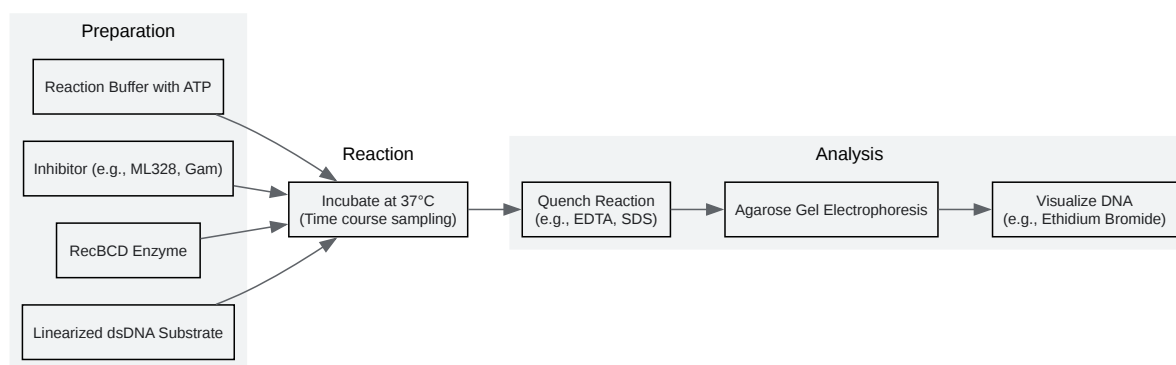 Preparation
Reaction Buffer with ATP
Inhibitor (e.g., ML328, Gam)
RecBCD Enzyme
Linearized dsDNA Substrate
Reaction
Incubate at 37°C
(Time course sampling)
Analysis
Quench Reaction
(e.g., EDTA, SDS)
Agarose Gel Electrophoresis
Visualize DNA
(e.g., Ethidium Bromide)